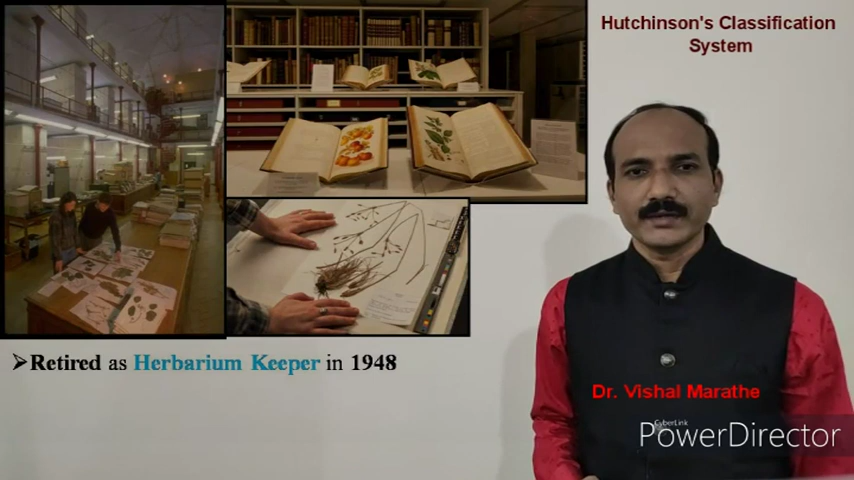 Hutchinson's Classification
System
➢Retired as Herbarium Keeper in 1948
Dr. Vishal Marathe
CyberLink
PowerDirector